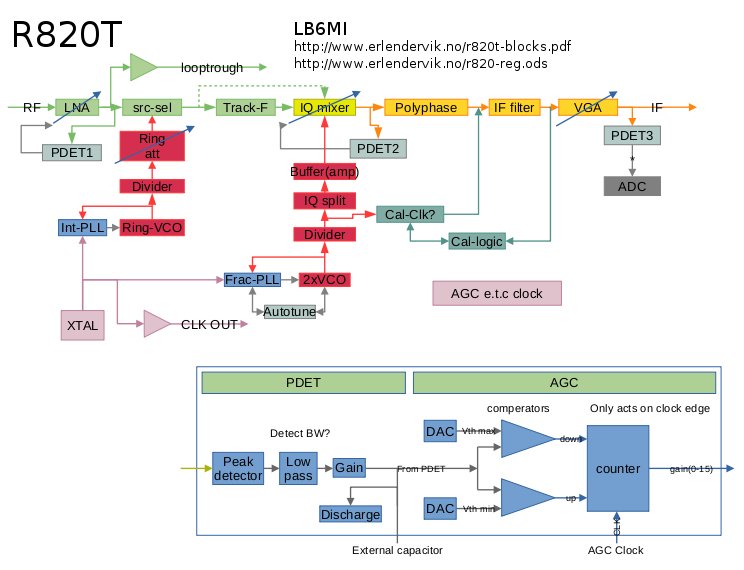 R820T
LB6MI
http://www.erlendervik.no/r820t-blocks.pdf
http://www.erlendervik.no/r820-reg.ods
looptrough
RF
LNA
src-sel
Track-F
IQ mixer
Polyphase
IF filter
VGA
IF
PDET1
Ring
att
PDET2
PDET3
*
ADC
Buffer(amp)
Divider
IQ split
Int-PLL
Ring-VCO
Cal-Clk?
Divider
Cal-logic
Frac-PLL
2xVCO
AGC e.t.c clock
Autotune
XTAL
CLK OUT
PDET
AGC
comperators
Only acts on clock edge
Detect BW?
DAC
Vth max
down
Peak
detector
Low
pass
Gain
From PDET
counter
gain(0-15)
up
Discharge
DAC
Vth min
CLK
External capacitor
AGC Clock